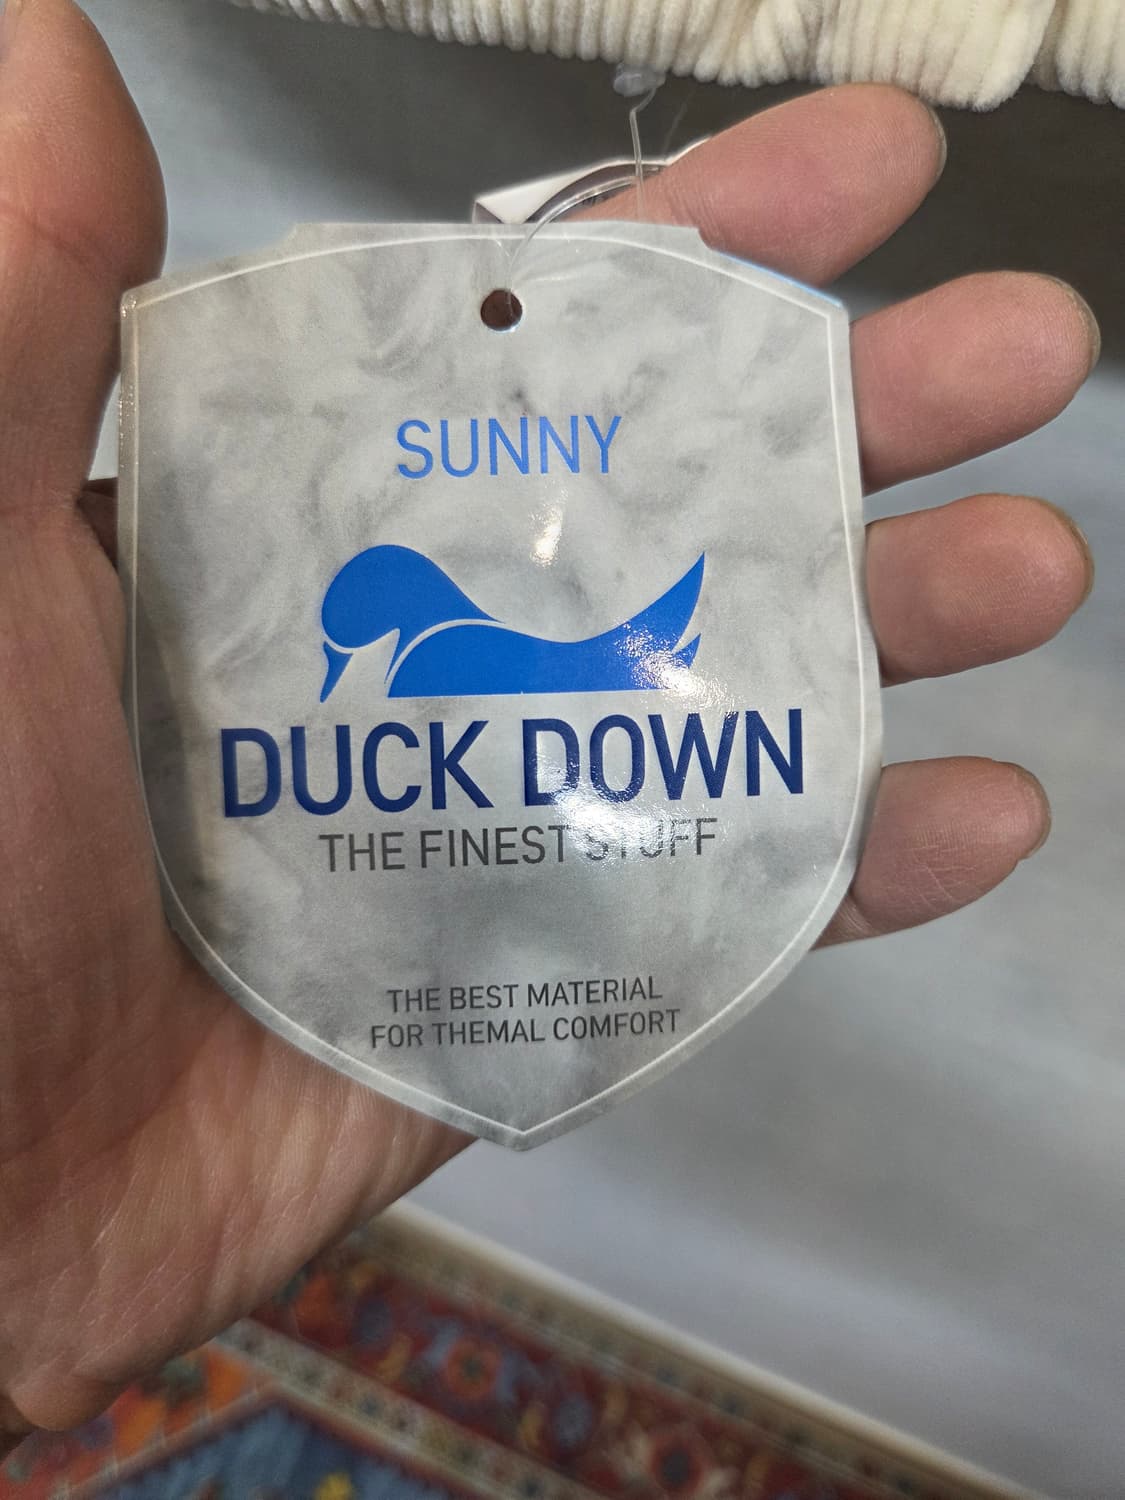 SUNNY
DUCK DOWN
THE FINEST STUFF
THE BEST MATERIAL
FOR THEMAL COMFORT